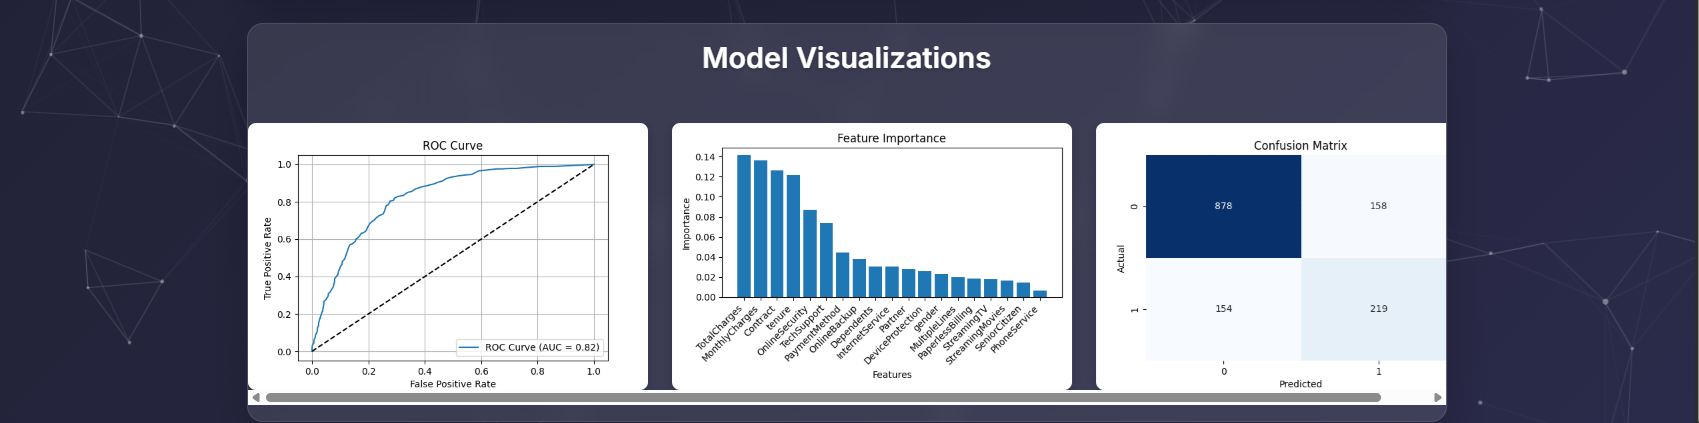 Model Visualizations
ROC Curve
1.0
0.8
0.6
0.4
0.2
0.0
True Positive Rate
ROC Curve (AUC = 0.82)
0.0 0.2 0.4 0.6 0.8 1.0
False Positive Rate
Feature Importance
0.14
0.12
0.10
0.08
0.06
0.04
0.02
0.00
Importance
TotalCharges
MonthlyCharges
Contract
tenure
OnlineSecurity
TechSupport
PaymentMethod
OnlineBackup
Dependents
InternetService
Partner
DeviceProtection
gender
MultipleLines
PaperlessBilling
StreamingTV
StreamingMovies
SeniorCitizen
PhoneService
Features
Confusion Matrix
0
878 158
Actual
1
154 219
0 1
Predicted